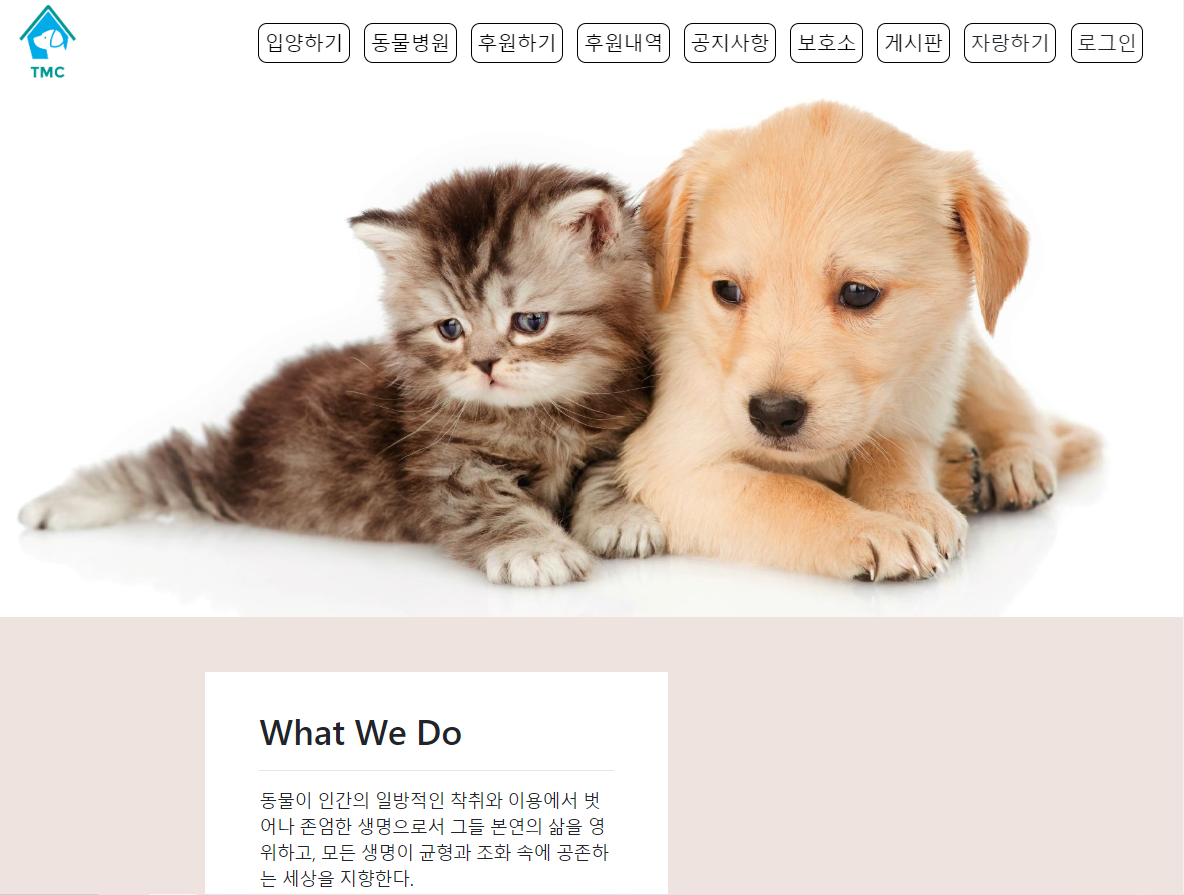 TMC
입양하기 동물병원 후원하기 후원내역 공지사항 보호소 게시판 자랑하기 로그인
What We Do
동물이 인간의 일방적인 착취와 이용에서 벗
어나 존엄한 생명으로서 그들 본연의 삶을 영
위하고, 모든 생명이 균형과 조화 속에 공존하
는 세상을 지향한다.